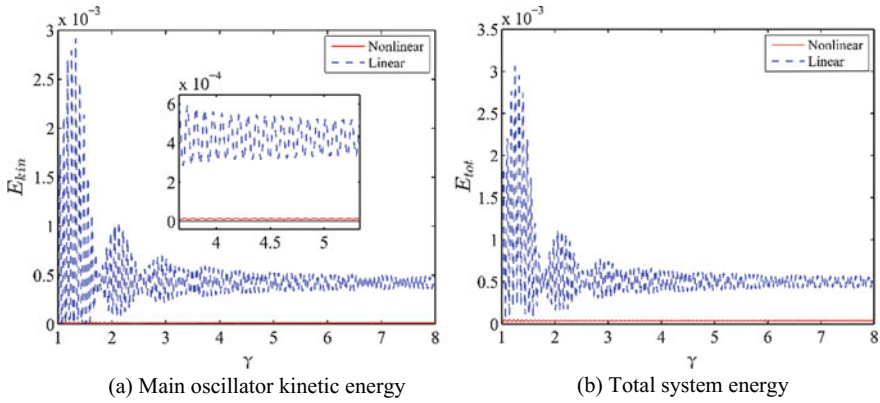 x 10⁻³
3
2.5
2
1.5
1
0.5
0
1 2 3 4 5 6 7 8
E_kin
γ
Nonlinear
Linear
x 10⁻⁴
6
4
2
0
4 4.5 5
(a) Main oscillator kinetic energy
x 10⁻³
3.5
3
2.5
2
1.5
1
0.5
0
1 2 3 4 5 6 7 8
E_tot
γ
Nonlinear
Linear
(b) Total system energy